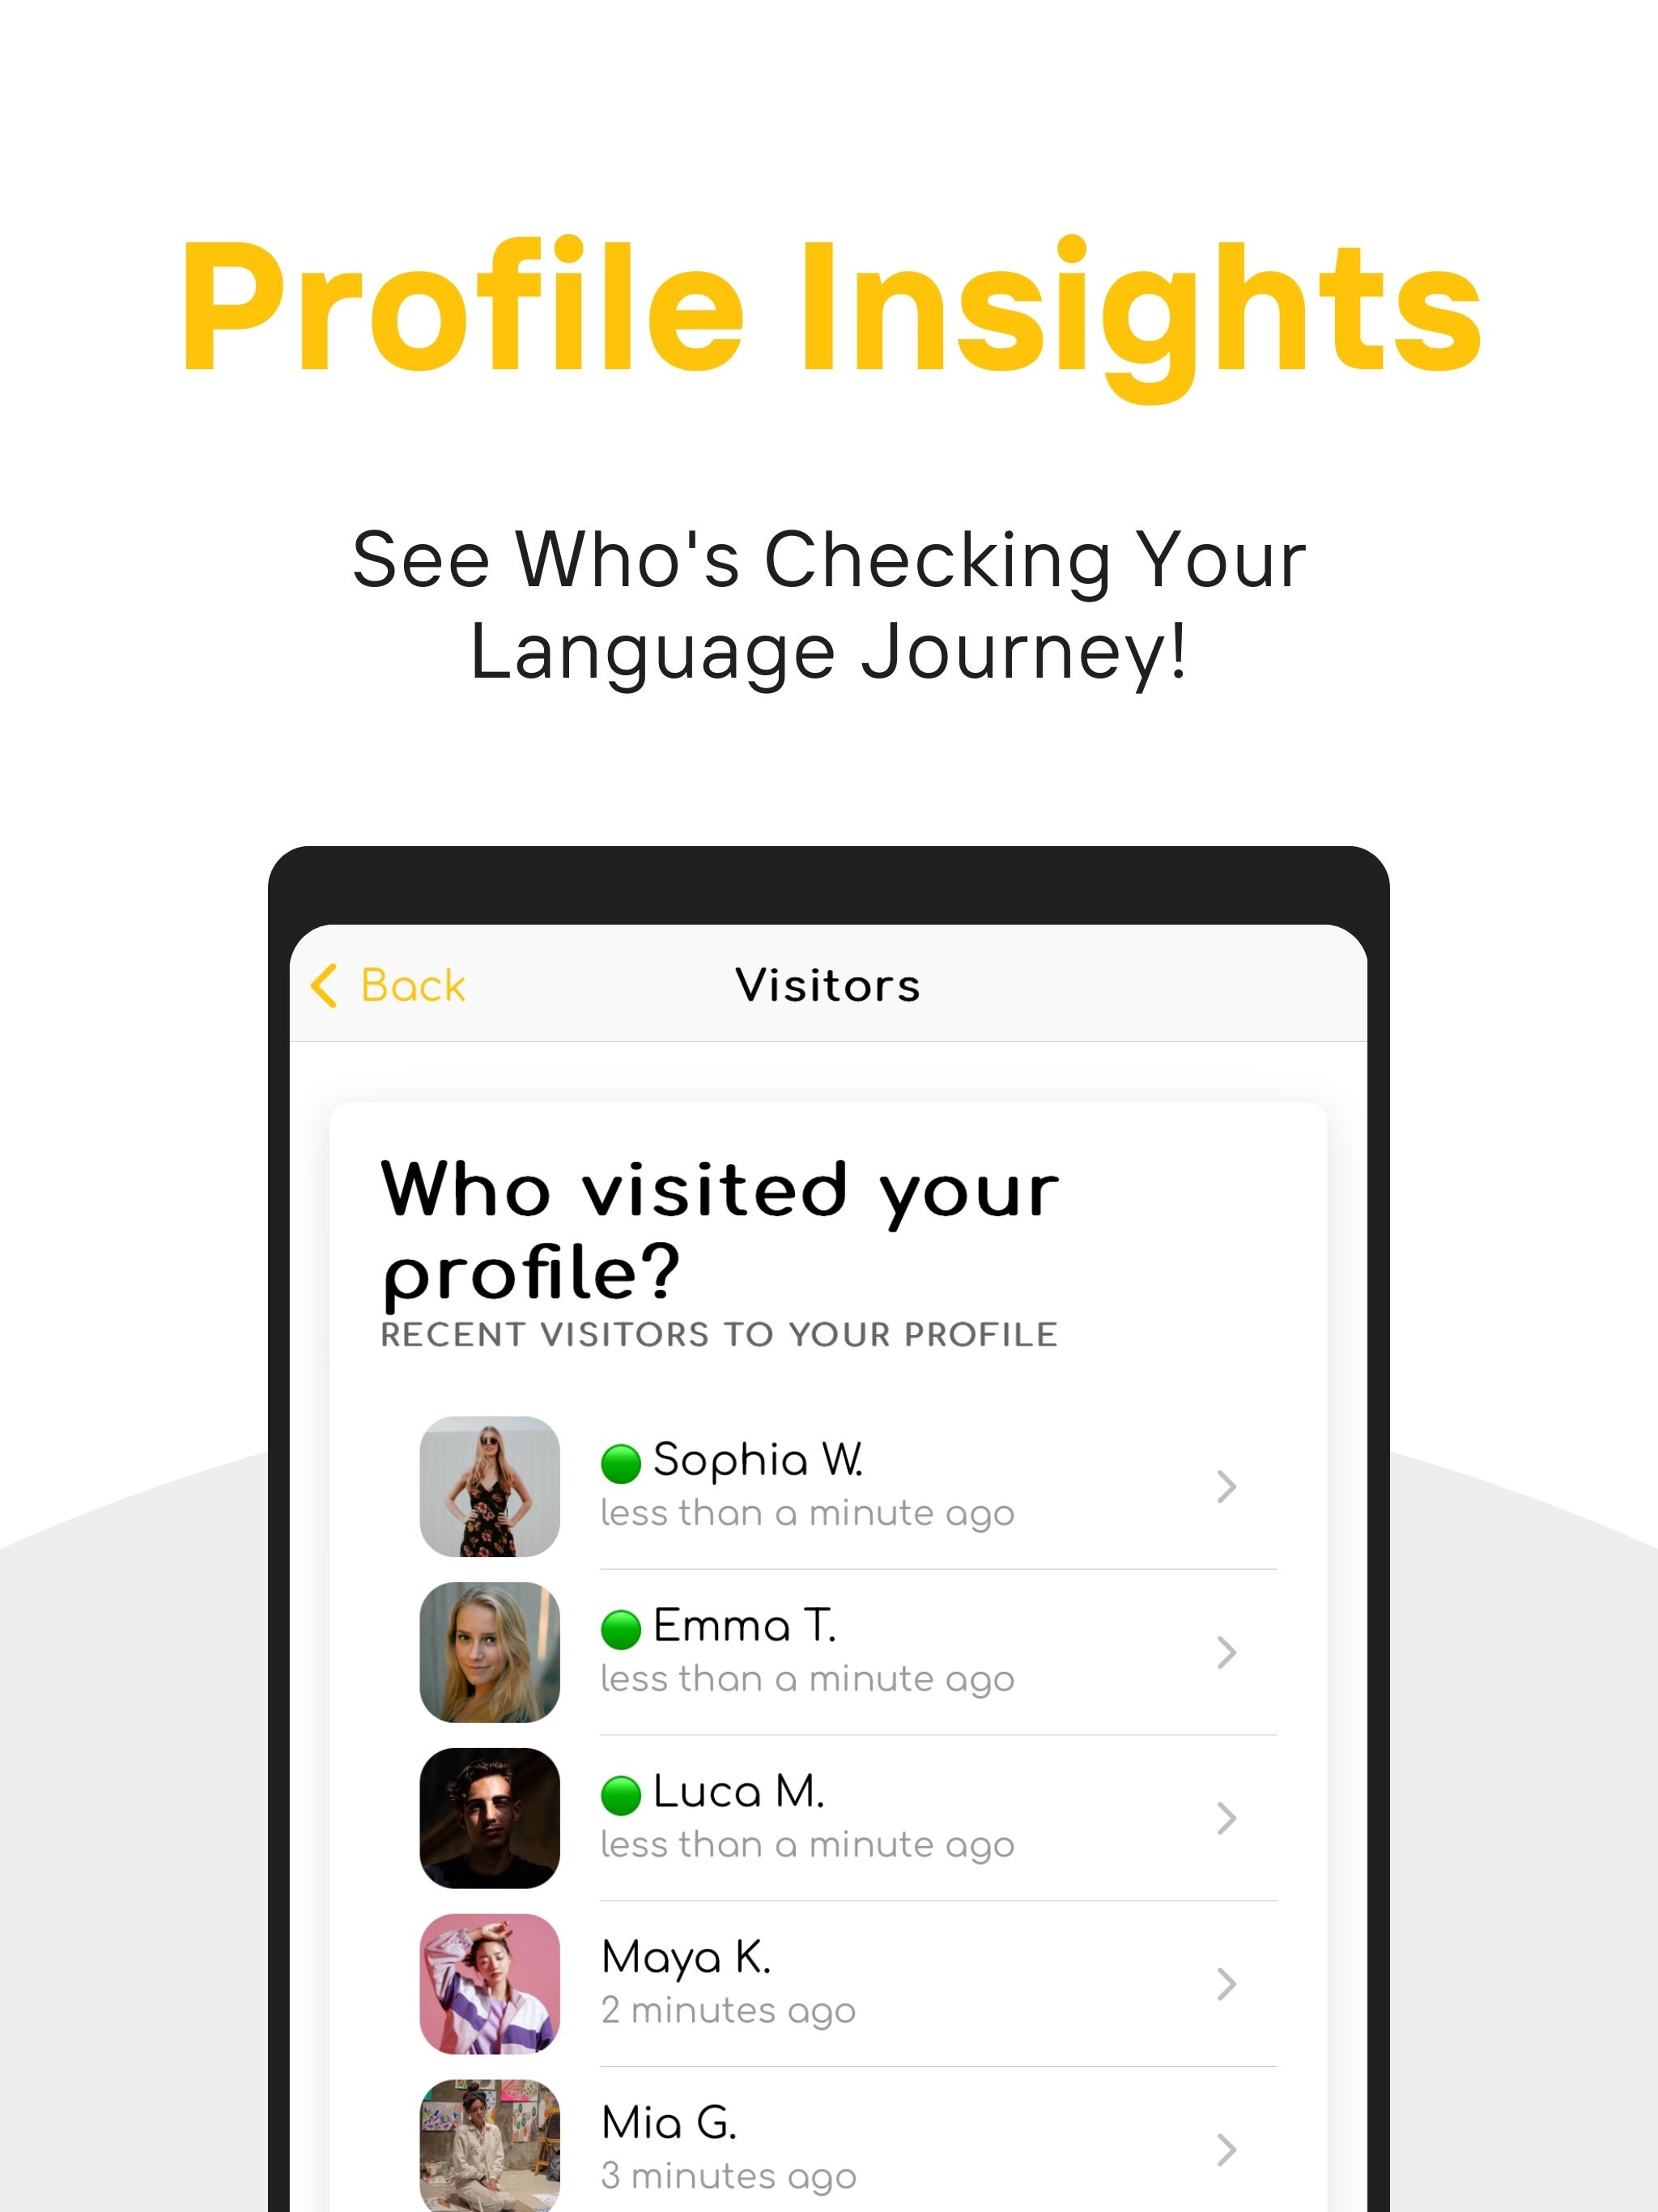 Profile Insights
See Who's Checking Your
Language Journey!
Back
Visitors
Who visited your
profile?
RECENT VISITORS TO YOUR PROFILE
Sophia W.
less than a minute ago
Emma T.
less than a minute ago
Luca M.
less than a minute ago
Maya K.
2 minutes ago
Mia G.
3 minutes ago